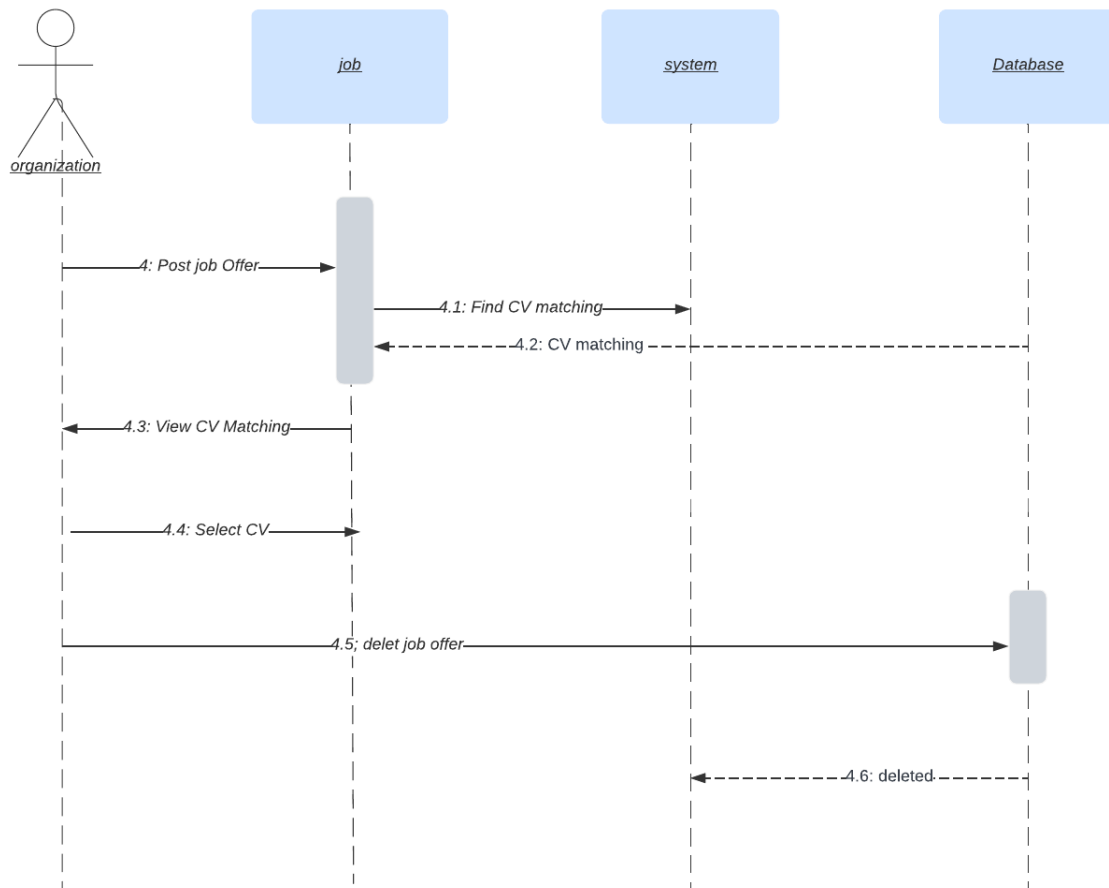 job
system
Database
organization
4: Post job Offer
4.1: Find CV matching
4.2: CV matching
4.3: View CV Matching
4.4: Select CV
4.5; delet job offer
4.6: deleted